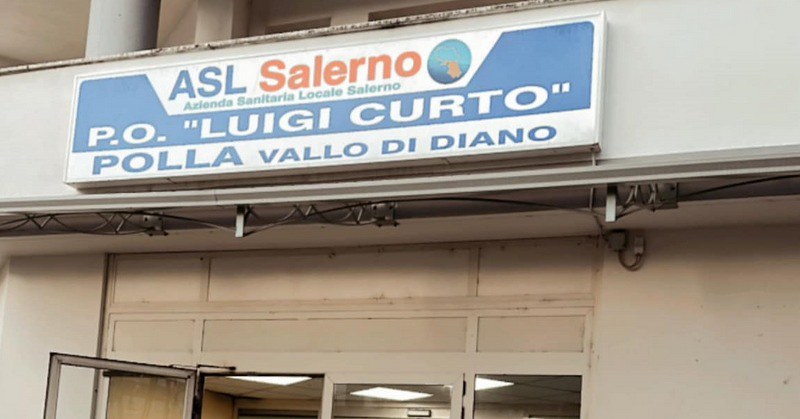 ASL Salerno
Azienda Sanitaria Locale Salerno
P.O. "LUIGI CURTO"
POLLA VALLO DI DIANO